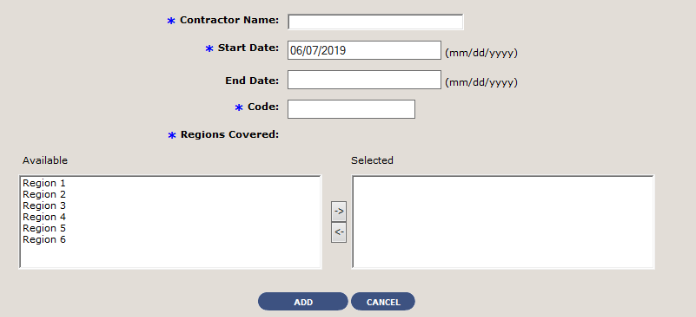 * Contractor Name:
* Start Date: 06/07/2019 (mm/dd/yyyy)
End Date: (mm/dd/yyyy)
* Code:
* Regions Covered:
Available Selected
Region 1
Region 2
Region 3
Region 4
Region 5
Region 6
->
<-
ADD CANCEL